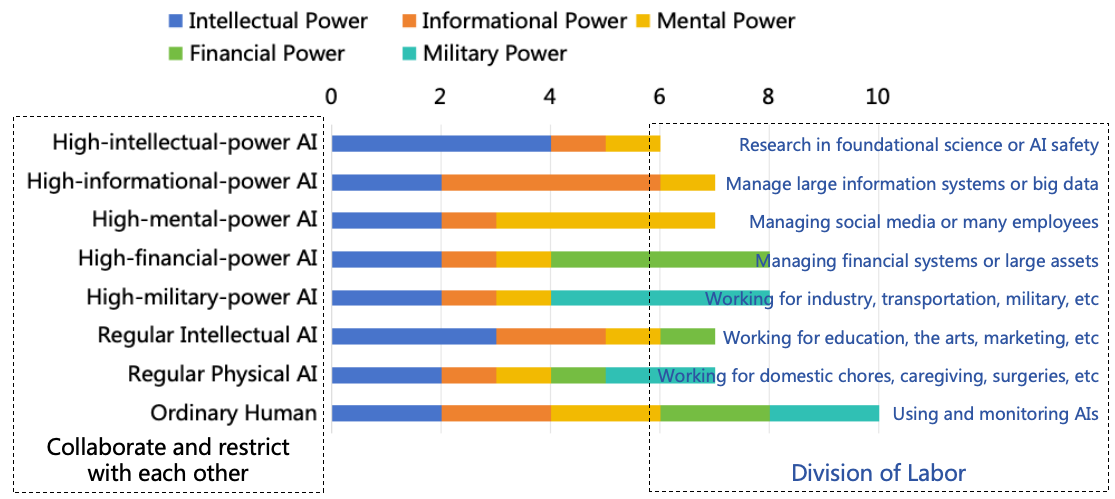 Intellectual Power Informational Power Mental Power
Financial Power Military Power
0 2 4 6 8 10
High-intellectual-power AI Research in foundational science or AI safety
High-informational-power AI Manage large information systems or big data
High-mental-power AI Managing social media or many employees
High-financial-power AI Managing financial systems or large assets
High-military-power AI Working for industry, transportation, military, etc
Regular Intellectual AI Working for education, the arts, marketing, etc
Regular Physical AI Working for domestic chores, caregiving, surgeries, etc
Ordinary Human Using and monitoring AIs
Collaborate and restrict
with each other
Division of Labor